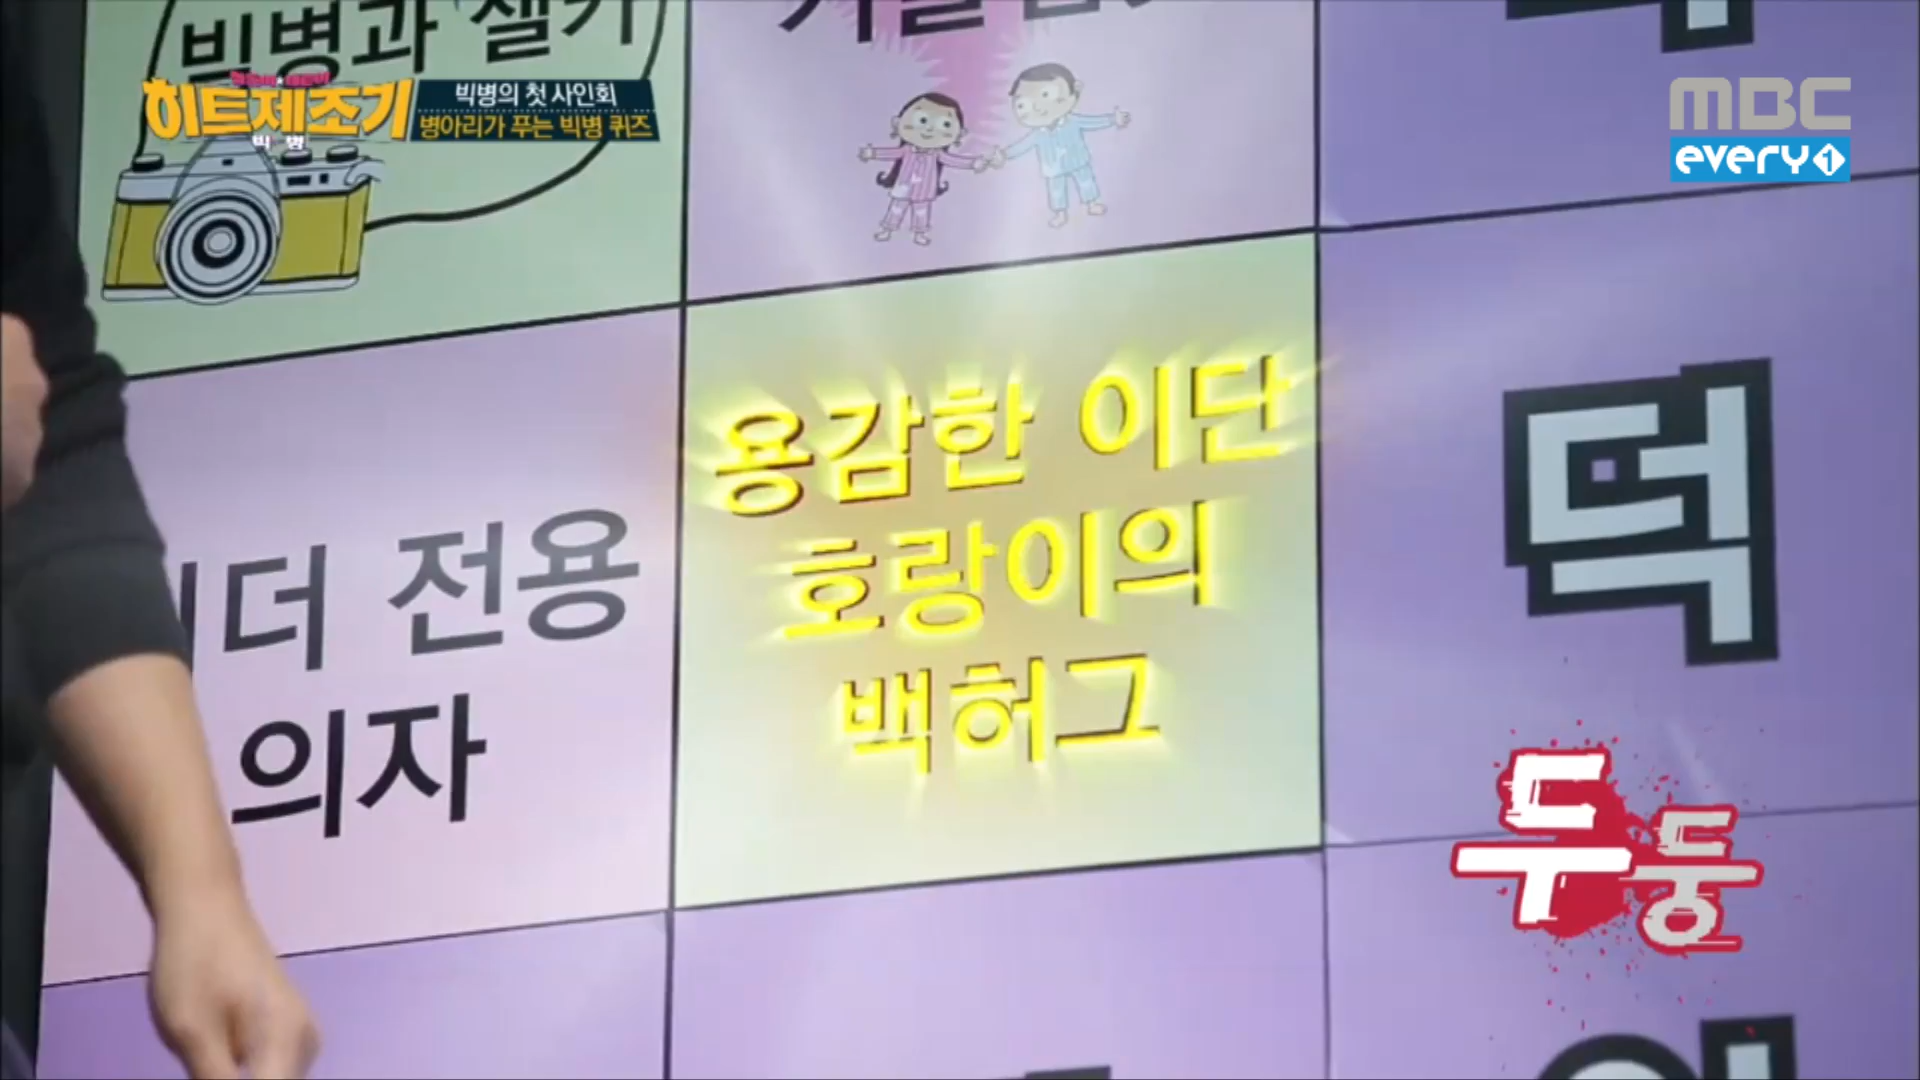 빅병과 셀카
히트제조기
빅병
빅병의 첫 사인회
병아리가 푸는 빅병 퀴즈
MBC
every1
용감한 이단
호랑이의
백허그
더 전용
의자
덕
두둥